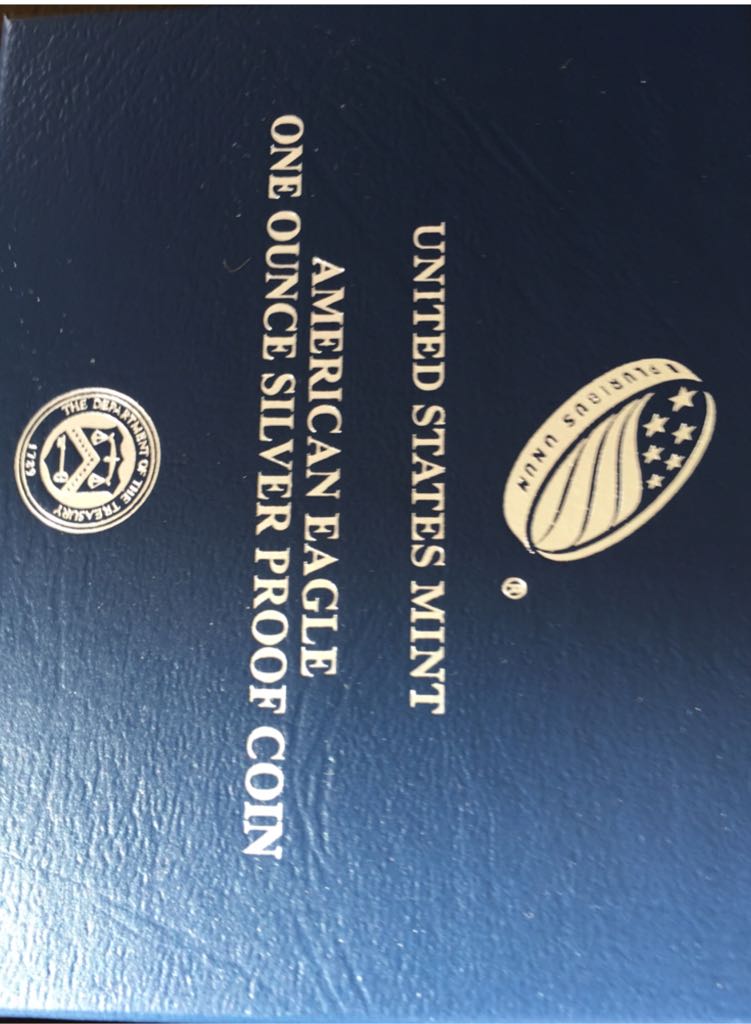 PLURIBUS UNUM
®
UNITED STATES MINT
AMERICAN EAGLE
ONE OUNCE SILVER PROOF COIN
THE DEPARTMENT OF THE TREASURY
1789